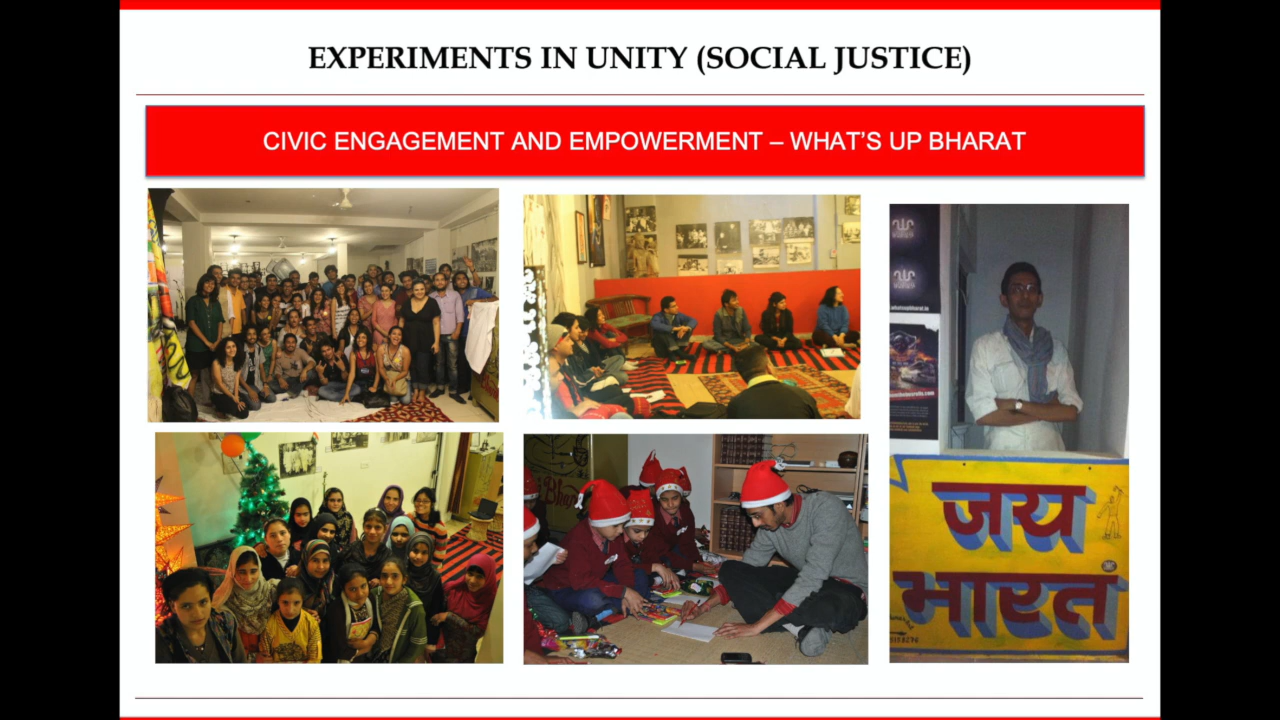 EXPERIMENTS IN UNITY (SOCIAL JUSTICE)
CIVIC ENGAGEMENT AND EMPOWERMENT – WHAT'S UP BHARAT
जय
भारत